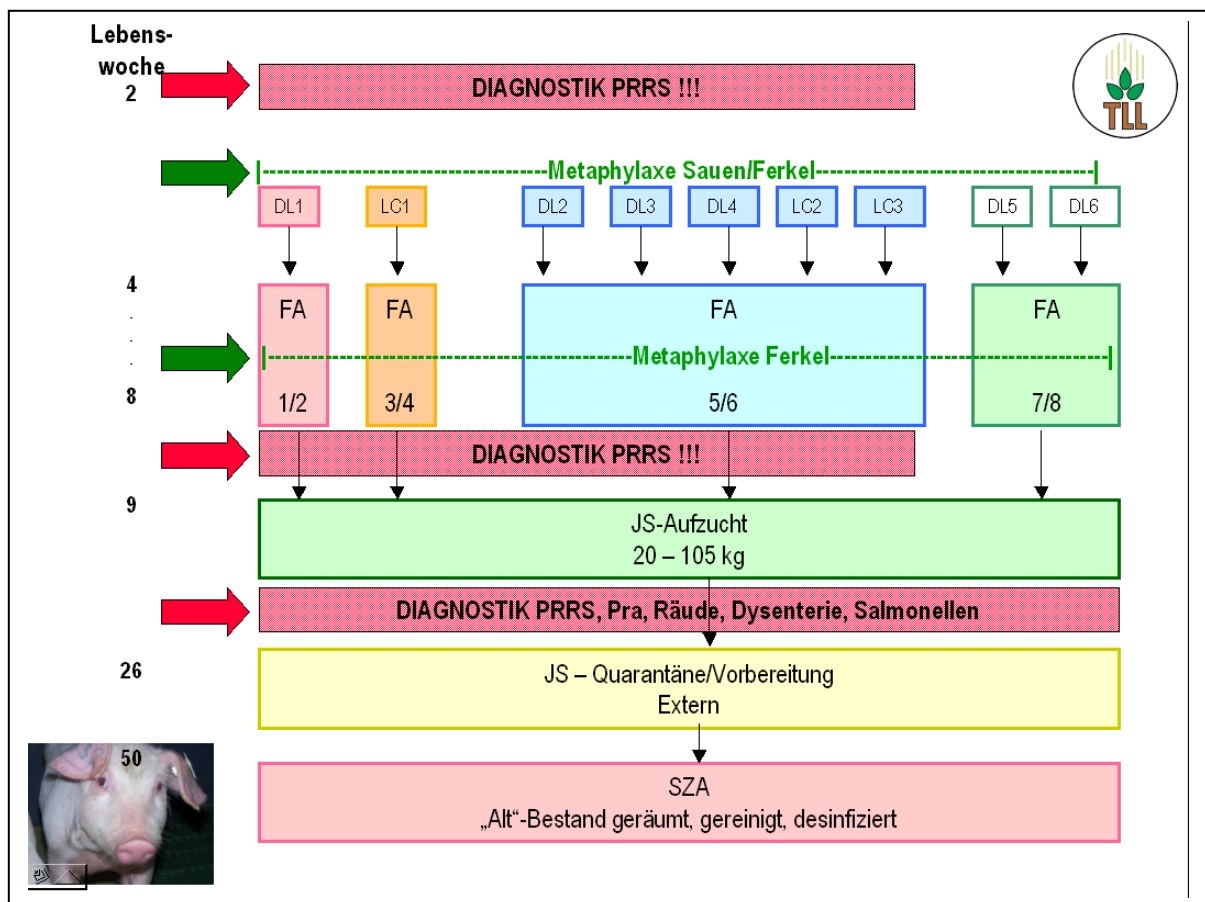 Lebens-
woche
2
DIAGNOSTIK PRRS !!!
TLL
Metaphylaxe Sauen/Ferkel
DL1
LC1
DL2
DL3
DL4
LC2
LC3
DL5
DL6
4
.
.
.
8
FA
FA
FA
FA
Metaphylaxe Ferkel
1/2
3/4
5/6
7/8
DIAGNOSTIK PRRS !!!
9
JS-Aufzucht
20 – 105 kg
DIAGNOSTIK PRRS, Pra, Räude, Dysenterie, Salmonellen
26
JS – Quarantäne/Vorbereitung
Extern
50
SZA
„Alt“-Bestand geräumt, gereinigt, desinfiziert